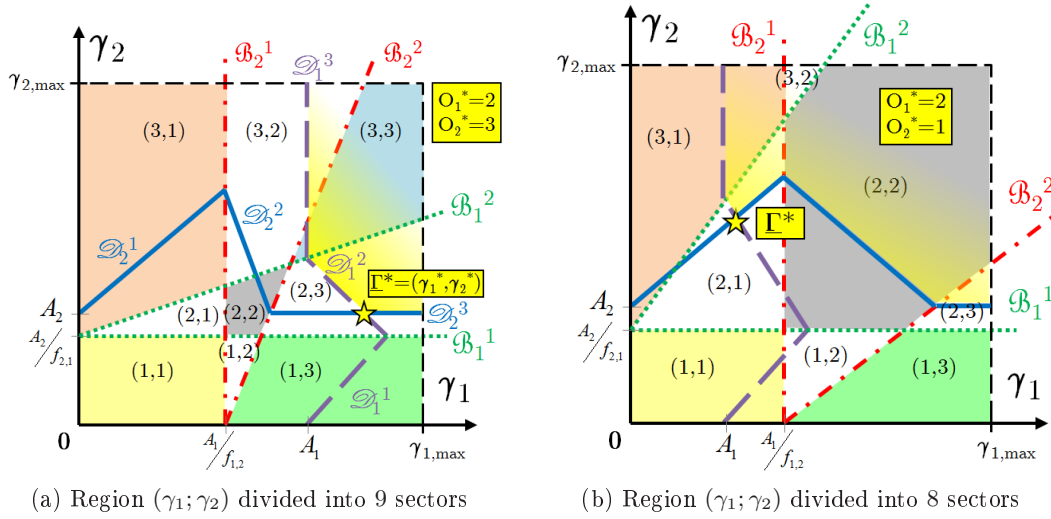 γ₂
ℬ₂¹
𝒟₁³
ℬ₂²
γ₂,max
O₁*=2
O₂*=3
(3,1)
(3,2)
(3,3)
ℬ₁²
𝒟₂¹
𝒟₂²
𝒟₁²
Γ*=(γ₁*,γ₂*)
(2,3)
A₂
(2,1)
(2,2)
𝒟₂³
A₂/f₂,₁
ℬ₁¹
(1,2)
(1,1)
(1,3)
γ₁
𝒟₁¹
0
A₁/f₁,₂
A₁
γ₁,max
(a) Region (γ₁; γ₂) divided into 9 sectors
γ₂
ℬ₂¹
ℬ₁²
γ₂,max
(3,2)
O₁*=2
O₂*=1
(3,1)
(2,2)
ℬ₂²
Γ*
(2,1)
A₂
(2,3)
ℬ₁¹
A₂/f₂,₁
(1,2)
(1,1)
(1,3)
γ₁
0
A₁
A₁/f₁,₂
γ₁,max
(b) Region (γ₁; γ₂) divided into 8 sectors